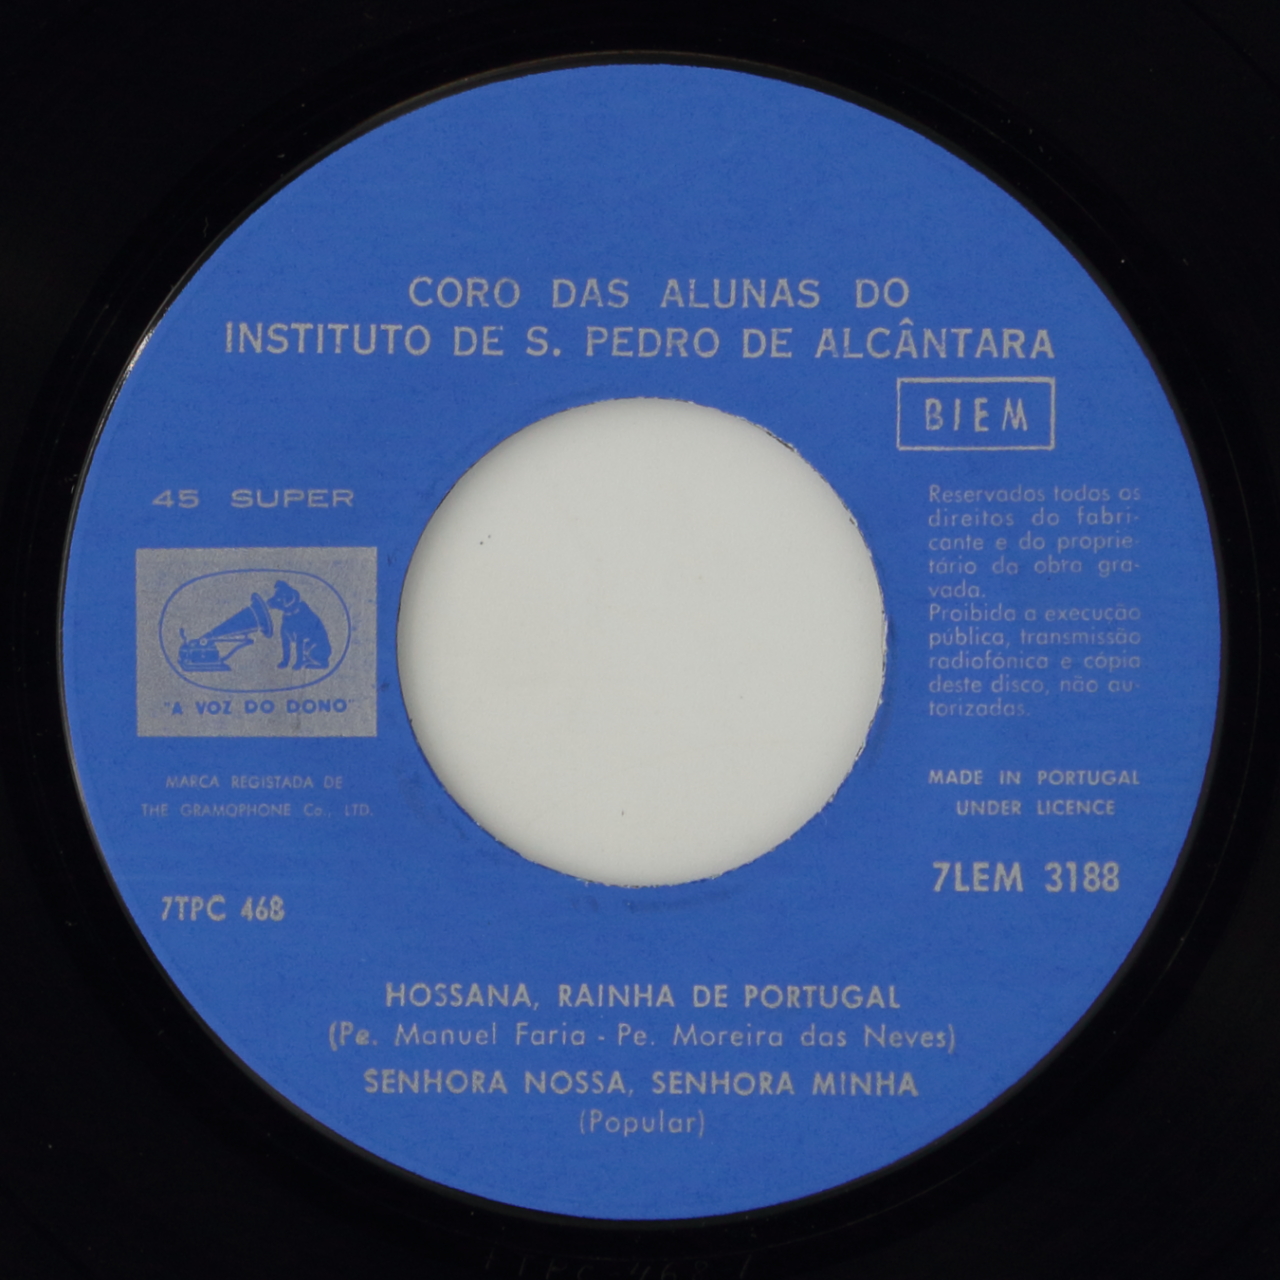 CORO DAS ALUNAS DO
INSTITUTO DE S. PEDRO DE ALCÂNTARA
BIEM
45 SUPER
"A VOZ DO DONO"
MARCA REGISTADA DE
THE GRAMOPHONE Co., LTD.
7TPC 468
Reservados todos os
direitos do fabri-
cante e do proprie-
tário da obra gra-
vada.
Proibida a execução
pública, transmissão
radiofónica e cópia
deste disco, não au-
torizadas.
MADE IN PORTUGAL
UNDER LICENCE
7LEM 3188
HOSSANA, RAINHA DE PORTUGAL
(Pe. Manuel Faria - Pe. Moreira das Neves)
SENHORA NOSSA, SENHORA MINHA
(Popular)